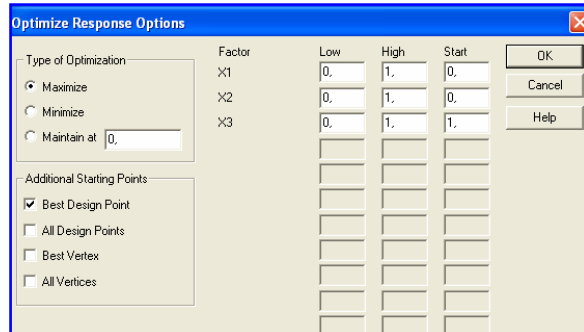 Optimize Response Options
Type of Optimization
Maximize
Minimize
Maintain at 0,
Additional Starting Points
Best Design Point
All Design Points
Best Vertex
All Vertices
Factor Low High Start
X1 0, 1, 0,
X2 0, 1, 0,
X3 0, 1, 1,
OK
Cancel
Help